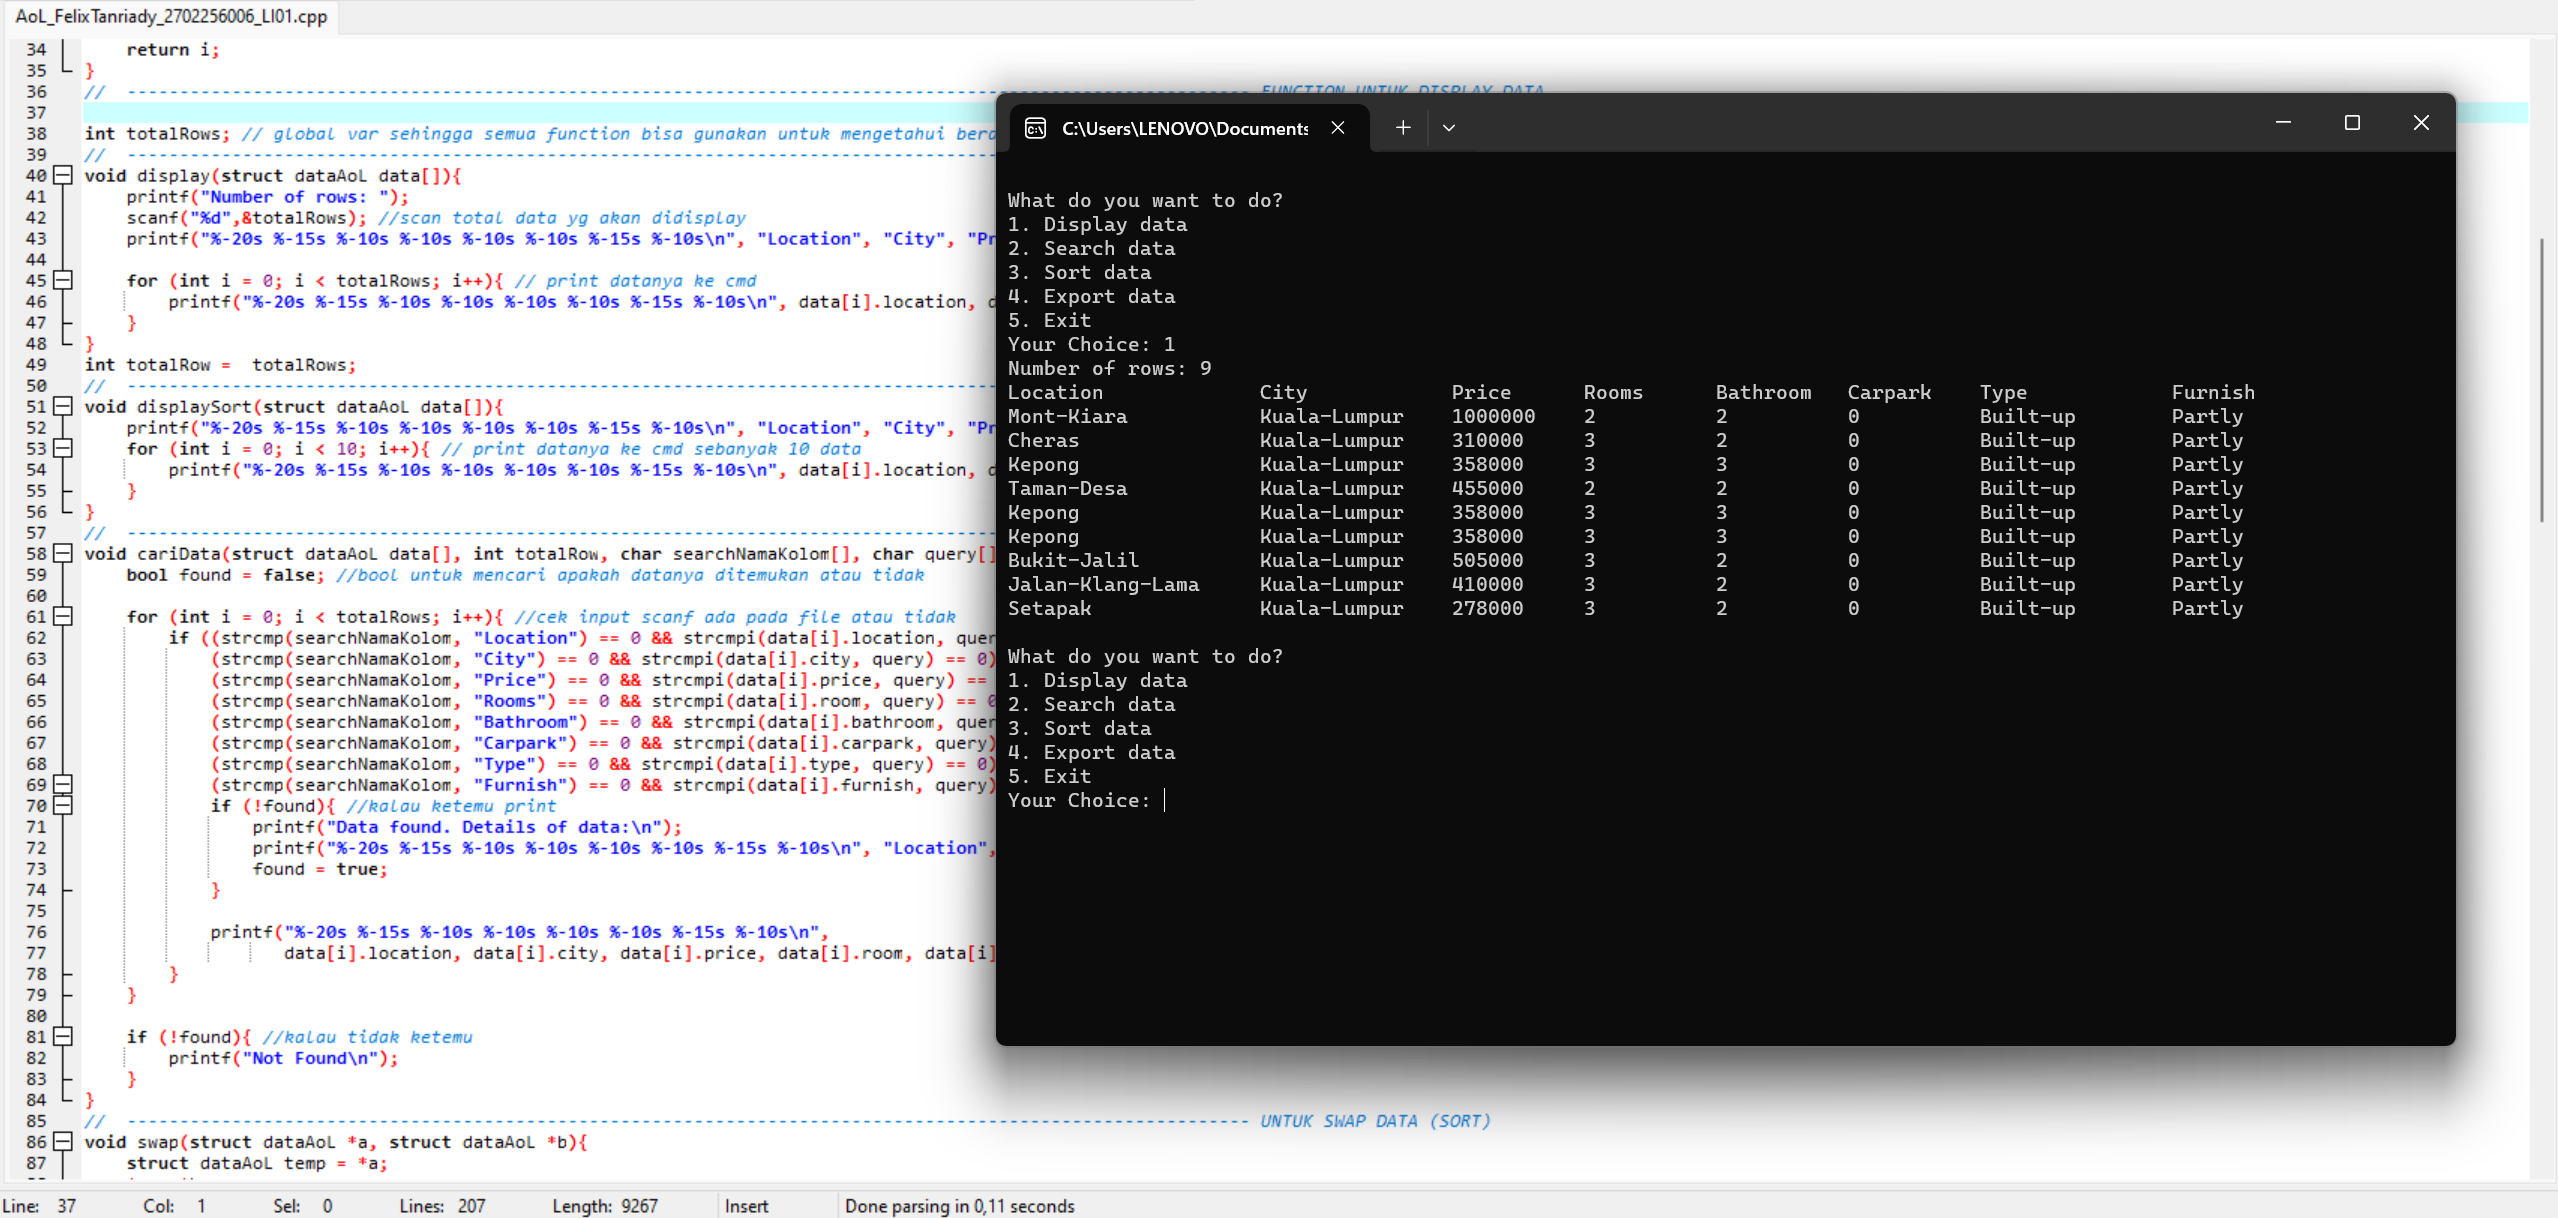 AoL_FelixTanriady_2702256006_LI01.cpp
34 return i;
35 }
36 // FUNCTION UNTUK DISPLAY DATA
37
38 int totalRows; // global var sehingga semua function bisa gunakan untuk mengetahui
39 //
40 void display(struct dataAoL data[]){
41 printf("Number of rows: ");
42 scanf("%d",&totalRows); //scan total data yg akan didisplay
43 printf("%-20s %-15s %-10s %-10s %-10s %-10s %-15s %-10s\n", "Location", "City",
44
45 for (int i = 0; i < totalRows; i++){ // print datanya ke cmd
46 printf("%-20s %-15s %-10s %-10s %-10s %-10s %-15s %-10s\n", data[i].location,
47 }
48 }
49 int totalRow = totalRows;
50 //
51 void displaySort(struct dataAoL data[]){
52 printf("%-20s %-15s %-10s %-10s %-10s %-10s %-15s %-10s\n", "Location", "City",
53 for (int i = 0; i < 10; i++){ // print datanya ke cmd sebanyak 10 data
54 printf("%-20s %-15s %-10s %-10s %-10s %-10s %-15s %-10s\n", data[i].location,
55 }
56 }
57 //
58 void cariData(struct dataAoL data[], int totalRow, char searchNamaKolom[], char query[]
59 bool found = false; //bool untuk mencari apakah datanya ditemukan atau tidak
60
61 for (int i = 0; i < totalRows; i++){ //cek input scanf ada pada file atau tidak
62 if ((strcmp(searchNamaKolom, "Location") == 0 && strcmpi(data[i].location,
63 (strcmp(searchNamaKolom, "City") == 0 && strcmpi(data[i].city, query) == 0)
64 (strcmp(searchNamaKolom, "Price") == 0 && strcmpi(data[i].price, query) ==
65 (strcmp(searchNamaKolom, "Rooms") == 0 && strcmpi(data[i].room, query) == 0
66 (strcmp(searchNamaKolom, "Bathroom") == 0 && strcmpi(data[i].bathroom,
67 (strcmp(searchNamaKolom, "Carpark") == 0 && strcmpi(data[i].carpark, query)
68 (strcmp(searchNamaKolom, "Type") == 0 && strcmpi(data[i].type, query) == 0)
69 (strcmp(searchNamaKolom, "Furnish") == 0 && strcmpi(data[i].furnish, query)
70 if (!found){ //kalau ketemu print
71 printf("Data found. Details of data:\n");
72 printf("%-20s %-15s %-10s %-10s %-10s %-10s %-15s %-10s\n", "Location",
73 found = true;
74 }
75
76 printf("%-20s %-15s %-10s %-10s %-10s %-10s %-15s %-10s\n",
77 data[i].location, data[i].city, data[i].price, data[i].room, data[i]
78 }
79 }
80
81 if (!found){ //kalau tidak ketemu
82 printf("Not Found\n");
83 }
84 }
85 // UNTUK SWAP DATA (SORT)
86 void swap(struct dataAoL *a, struct dataAoL *b){
87 struct dataAoL temp = *a;
Line: 37 Col: 1 Sel: 0 Lines: 207 Length: 9267 Insert Done parsing in 0,11 seconds
C:\Users\LENOVO\Documents
What do you want to do?
1. Display data
2. Search data
3. Sort data
4. Export data
5. Exit
Your Choice: 1
Number of rows: 9
Location City Price Rooms Bathroom Carpark Type Furnish
Mont-Kiara Kuala-Lumpur 1000000 2 2 0 Built-up Partly
Cheras Kuala-Lumpur 310000 3 2 0 Built-up Partly
Kepong Kuala-Lumpur 358000 3 3 0 Built-up Partly
Taman-Desa Kuala-Lumpur 455000 2 2 0 Built-up Partly
Kepong Kuala-Lumpur 358000 3 3 0 Built-up Partly
Kepong Kuala-Lumpur 358000 3 3 0 Built-up Partly
Bukit-Jalil Kuala-Lumpur 505000 3 2 0 Built-up Partly
Jalan-Klang-Lama Kuala-Lumpur 410000 3 2 0 Built-up Partly
Setapak Kuala-Lumpur 278000 3 2 0 Built-up Partly
What do you want to do?
1. Display data
2. Search data
3. Sort data
4. Export data
5. Exit
Your Choice: